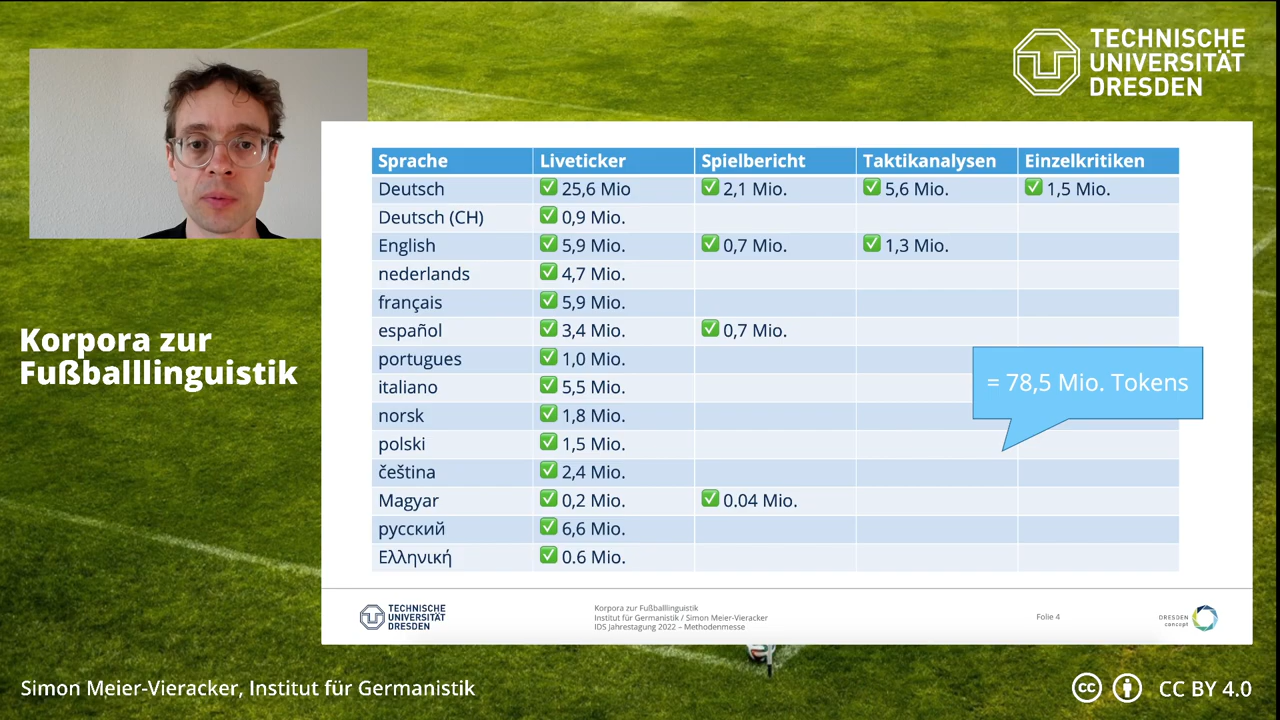 TECHNISCHE
UNIVERSITÄT
DRESDEN
Korpora zur
Fußballlinguistik
Sprache Liveticker Spielbericht Taktikanalysen Einzelkritiken
Deutsch ✅ 25,6 Mio ✅ 2,1 Mio. ✅ 5,6 Mio. ✅ 1,5 Mio.
Deutsch (CH) ✅ 0,9 Mio.
English ✅ 5,9 Mio. ✅ 0,7 Mio. ✅ 1,3 Mio.
nederlands ✅ 4,7 Mio.
français ✅ 5,9 Mio.
español ✅ 3,4 Mio. ✅ 0,7 Mio.
portugues ✅ 1,0 Mio.
italiano ✅ 5,5 Mio.
norsk ✅ 1,8 Mio.
polski ✅ 1,5 Mio.
čeština ✅ 2,4 Mio.
Magyar ✅ 0,2 Mio. ✅ 0.04 Mio.
русский ✅ 6,6 Mio.
Ελληνική ✅ 0.6 Mio.
= 78,5 Mio. Tokens
TECHNISCHE
UNIVERSITÄT
DRESDEN
Korpora zur Fußballlinguistik
Institut für Germanistik / Simon Meier-Vieracker
IDS Jahrestagung 2022 – Methodenmesse
Folie 4
DRESDEN
concept
Simon Meier-Vieracker, Institut für Germanistik
cc CC BY 4.0